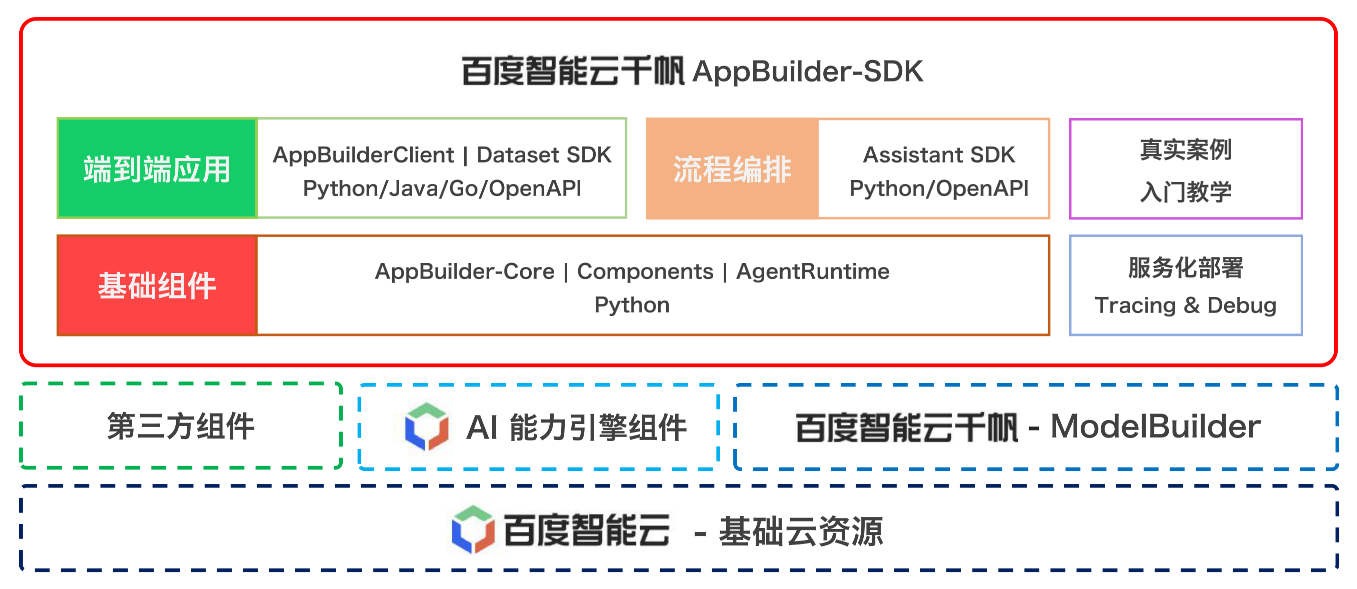 百度智能云千帆 AppBuilder-SDK
端到端应用
AppBuilderClient | Dataset SDK
Python/Java/Go/OpenAPI
流程编排
Assistant SDK
Python/OpenAPI
真实案例
入门教学
基础组件
AppBuilder-Core | Components | AgentRuntime
Python
服务化部署
Tracing & Debug
第三方组件
AI 能力引擎组件
百度智能云千帆 - ModelBuilder
百度智能云 - 基础云资源